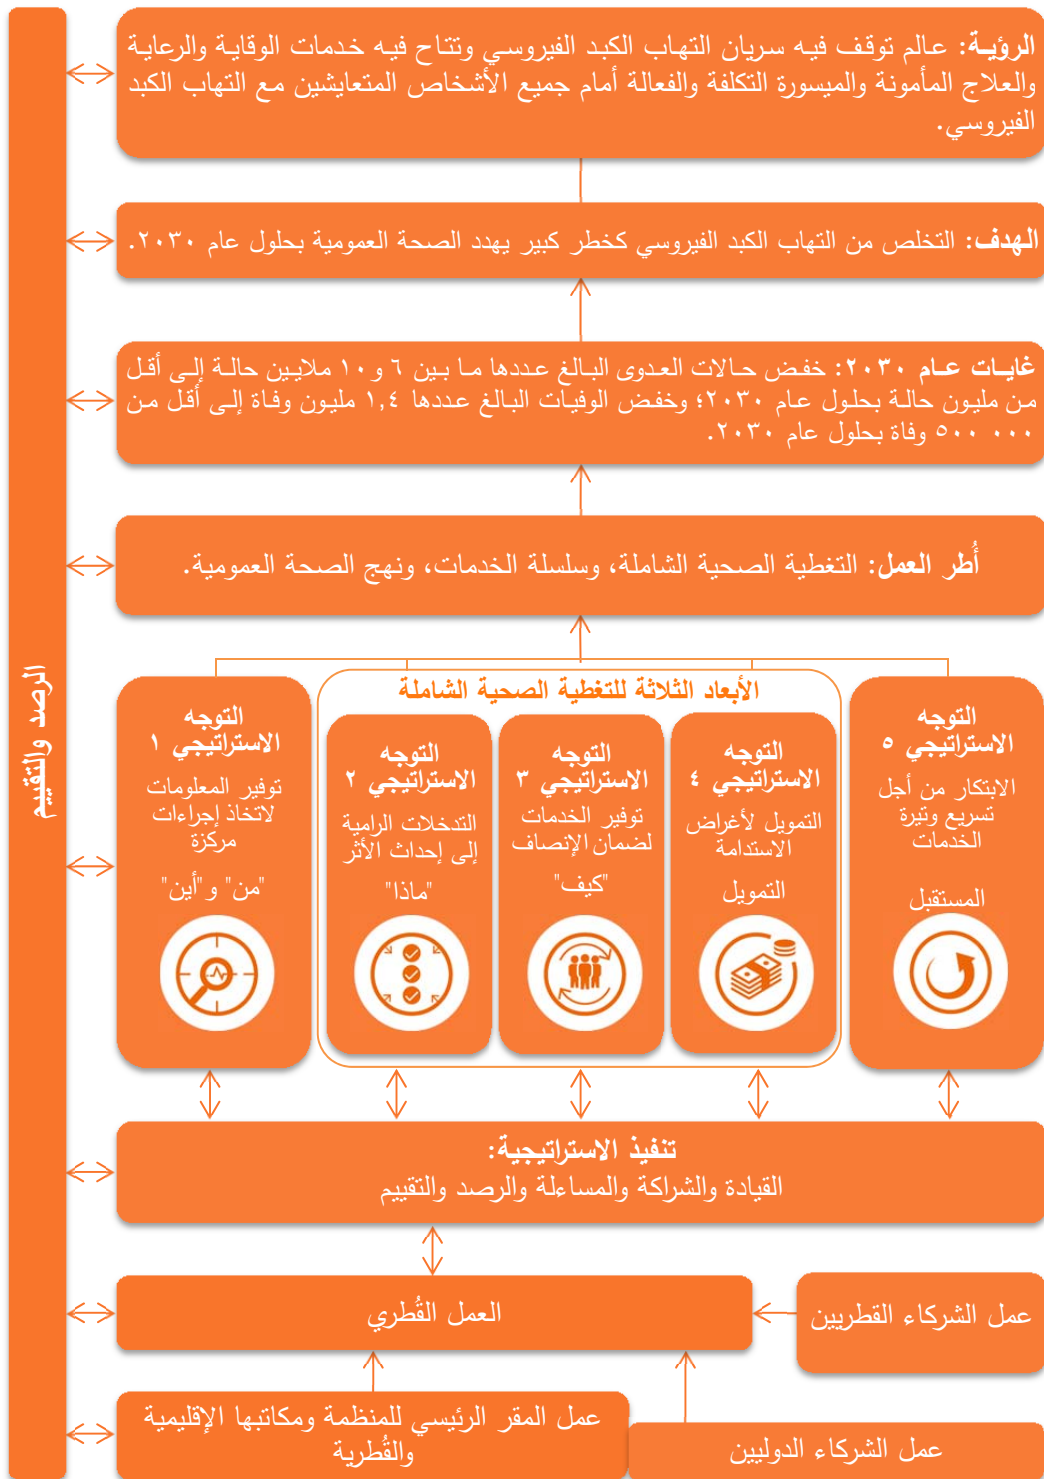 الرؤية: عالم توقف فيه سريان التهاب الكبد الفيروسي وتتاح فيه خدمات الوقاية والرعاية
والعلاج المأمونة والميسورة التكلفة والفعالة أمام جميع الأشخاص المتعايشين مع التهاب الكبد
الفيروسي.
الهدف: التخلص من التهاب الكبد الفيروسي كخطر كبير يهدد الصحة العمومية بحلول عام ٢٠٣٠.
غايات عام ٢٠٣٠: خفض حالات العدوى البالغ عددها ما بين ٦ و١٠ ملايين حالة إلى أقل
من مليون حالة بحلول عام ٢٠٣٠؛ وخفض الوفيات البالغ عددها ١,٤ مليون وفاة إلى أقل من
٥٠٠ ٠٠٠ وفاة بحلول عام ٢٠٣٠.
أُطر العمل: التغطية الصحية الشاملة، وسلسلة الخدمات، ونهج الصحة العمومية.
الرصد والتقييم
الأبعاد الثلاثة للتغطية الصحية الشاملة
التوجه
الاستراتيجي ١
توفير المعلومات
لاتخاذ إجراءات
مركزة
"من" و"أين"
التوجه
الاستراتيجي ٢
التدخلات الرامية
إلى إحداث الأثر
"ماذا"
التوجه
الاستراتيجي ٣
توفير الخدمات
لضمان الإنصاف
"كيف"
التوجه
الاستراتيجي ٤
التمويل لأغراض
الاستدامة
التمويل
التوجه
الاستراتيجي ٥
الابتكار من أجل
تسريع وتيرة
الخدمات
المستقبل
تنفيذ الاستراتيجية:
القيادة والشراكة والمساءلة والرصد والتقييم
العمل القُطري
عمل الشركاء القطريين
عمل المقر الرئيسي للمنظمة ومكاتبها الإقليمية
والقُطرية
عمل الشركاء الدوليين